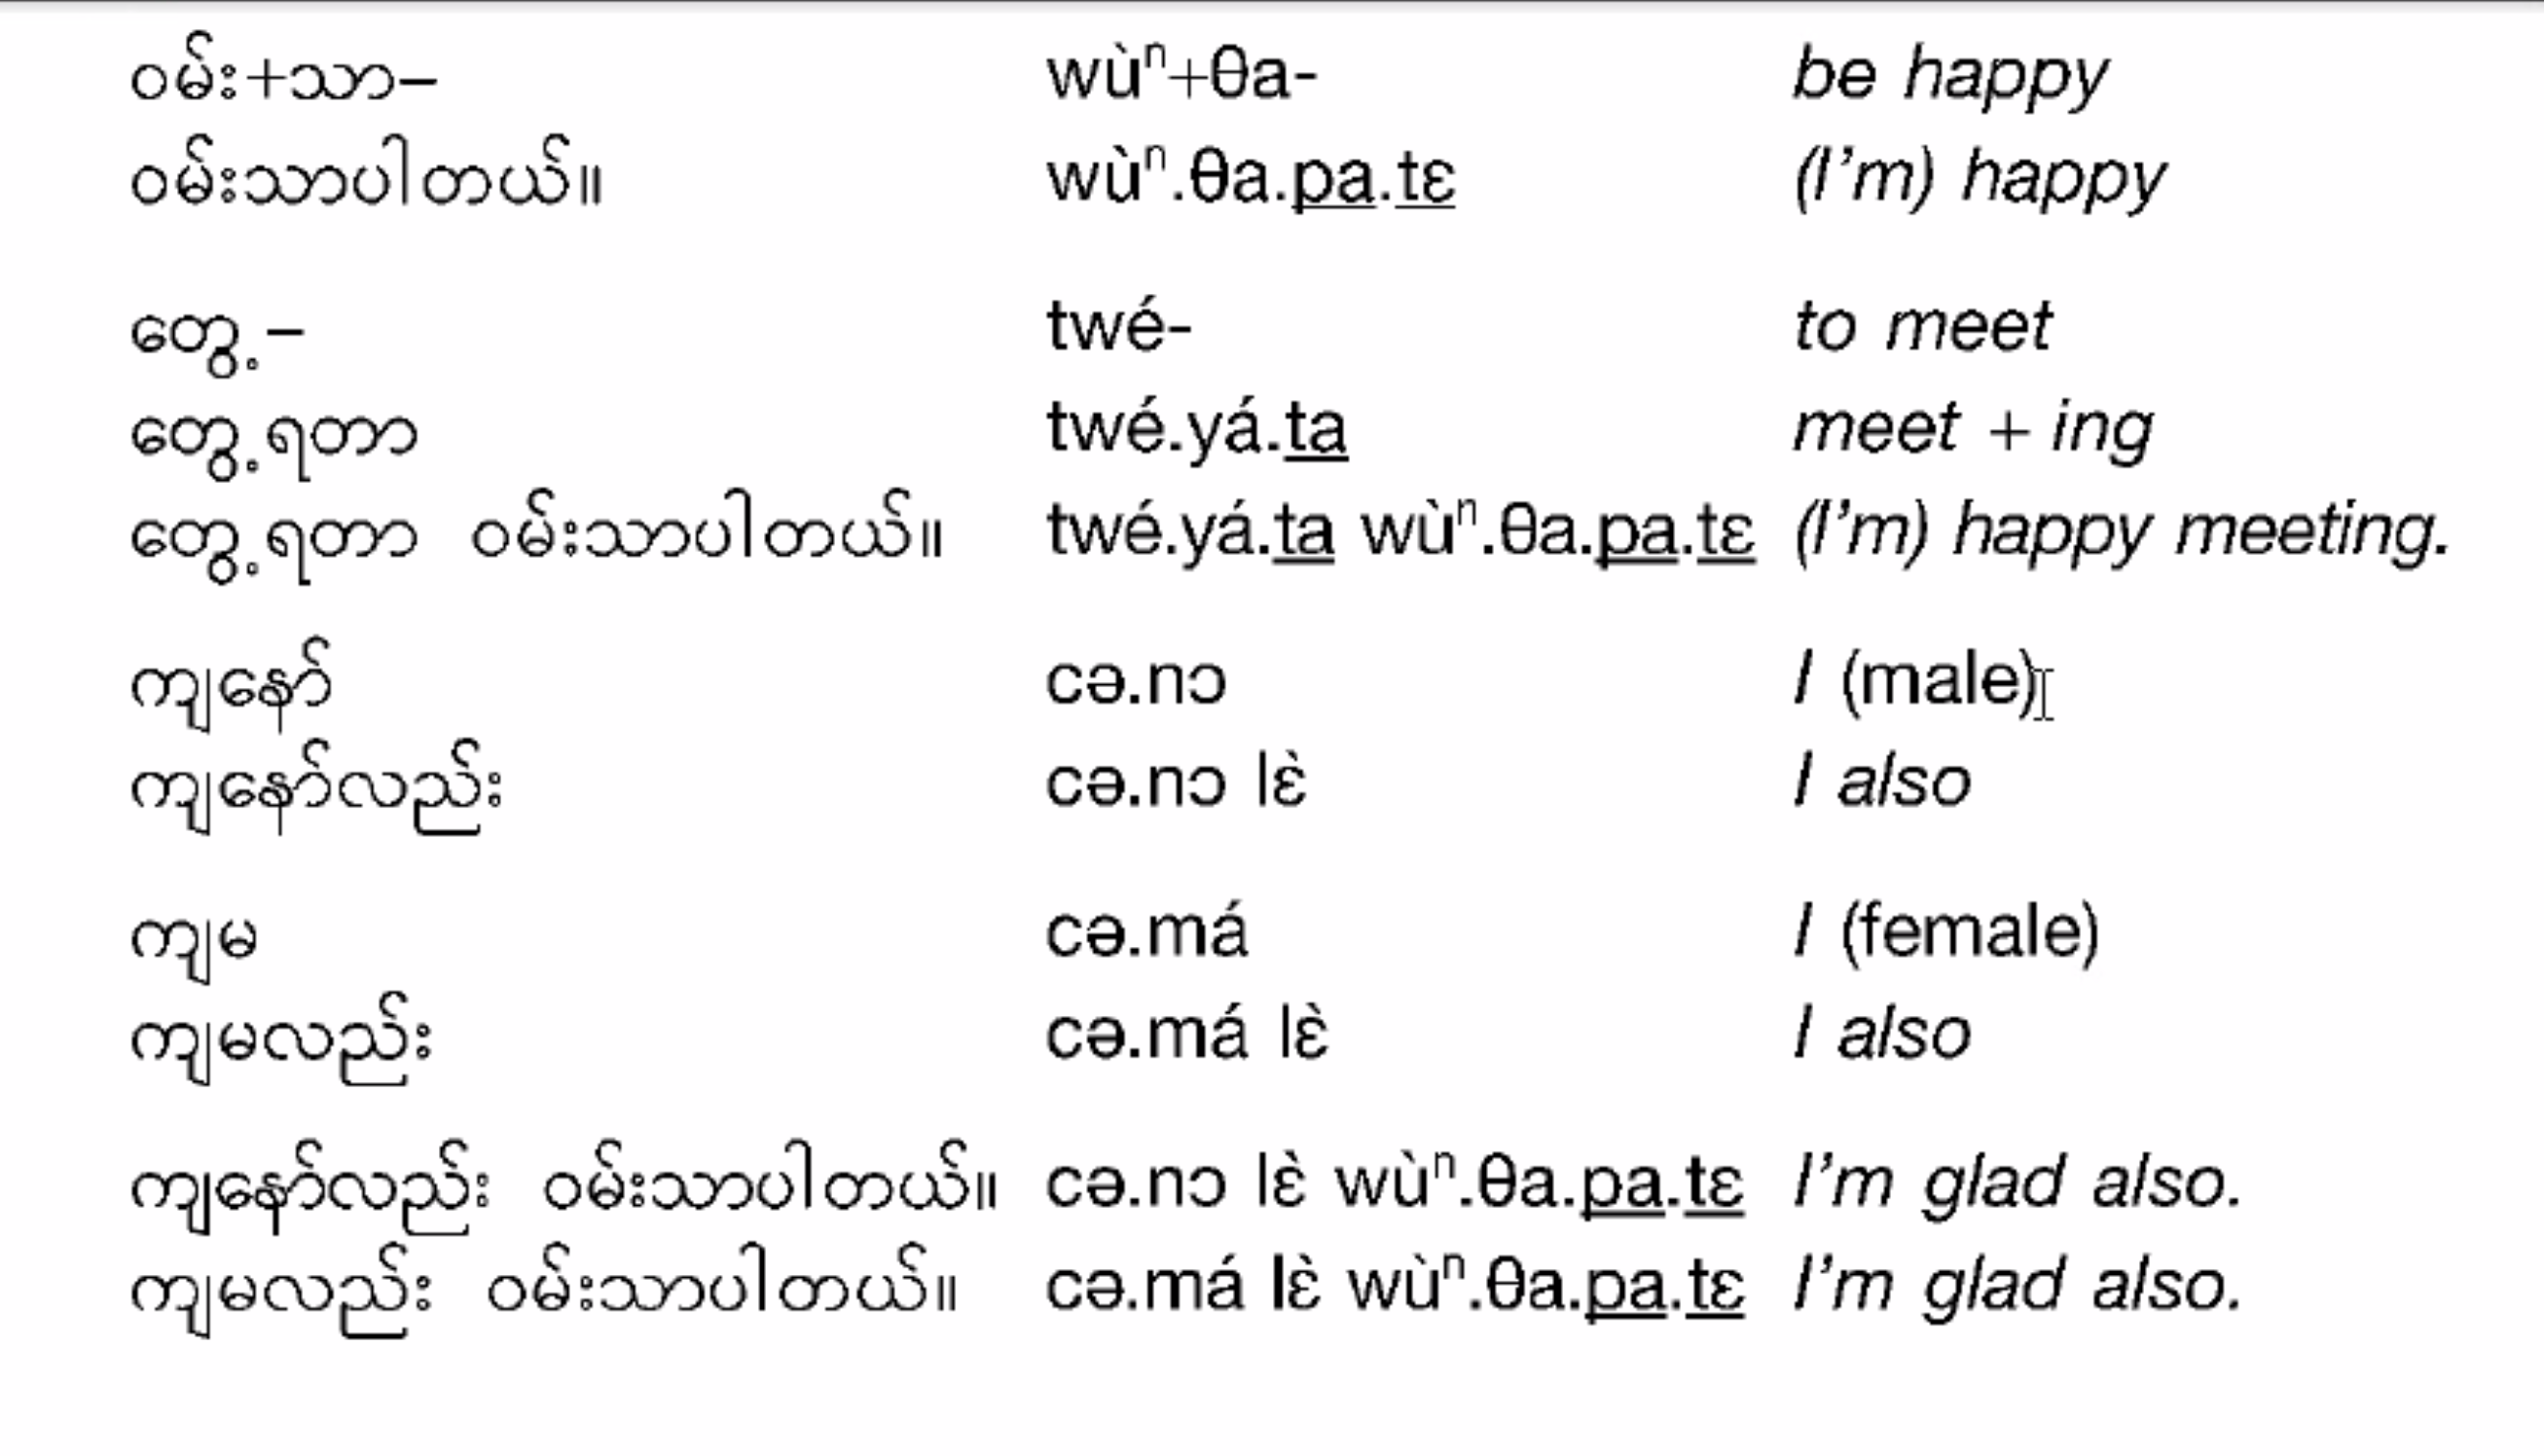 ဝမ်း+သာ– wùⁿ+θa- be happy
ဝမ်းသာပါတယ်။ wùⁿ.θa.pa.tɛ (I’m) happy
တွေ့– twé- to meet
တွေ့ရတာ twé.yá.ta meet + ing
တွေ့ရတာ ဝမ်းသာပါတယ်။ twé.yá.ta wùⁿ.θa.pa.tɛ (I’m) happy meeting.
ကျနော် cə.nɔ I (male)
ကျနော်လည်း cə.nɔ lɛ̀ I also
ကျမ cə.má I (female)
ကျမလည်း cə.má lɛ̀ I also
ကျနော်လည်း ဝမ်းသာပါတယ်။ cə.nɔ lɛ̀ wùⁿ.θa.pa.tɛ I’m glad also.
ကျမလည်း ဝမ်းသာပါတယ်။ cə.má lɛ̀ wùⁿ.θa.pa.tɛ I’m glad also.